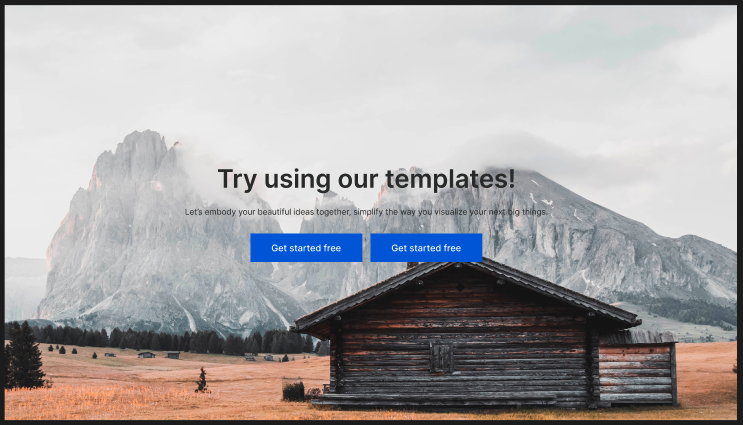 Try using our templates!
Let's embody your beautiful ideas together, simplify the way you visualize your next big things.
Get started free
Get started free